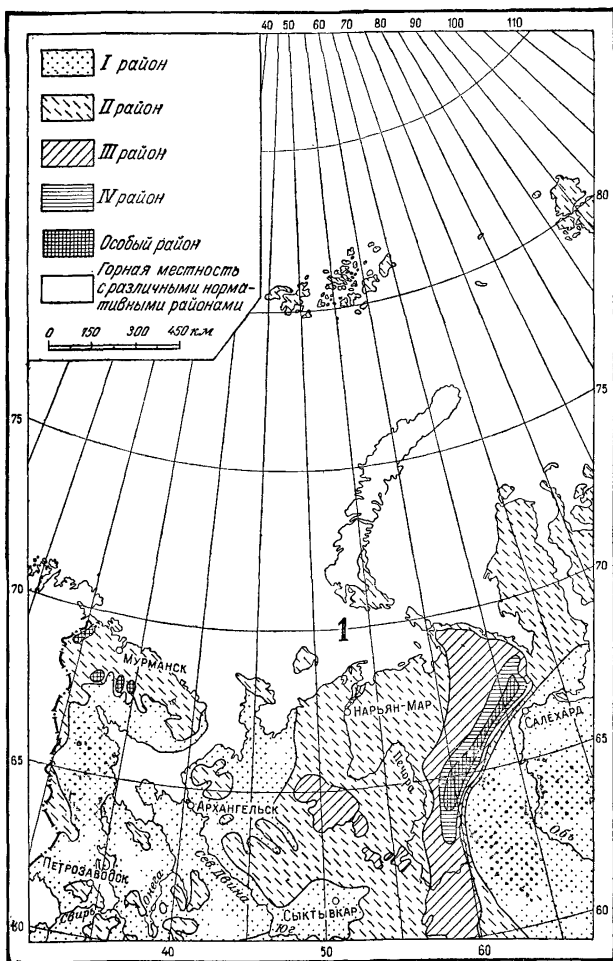 40 50 60 70 80 90 100 110
I район
II район
III район
IV район
Особый район
Горная местность
с различными норма-
тивными районами
0 150 300 450 км
80
75 75
70 70
1
МУРМАНСК
НАРЬЯН-МАР
САЛЕХАРД
65 65
Печора
АРХАНГЕЛЬСК
Обь
ПЕТРОЗАВОДСК
Онега
Сев. Двина
Свирь
СЫКТЫВКАР
Юг
60 60
40 50 60